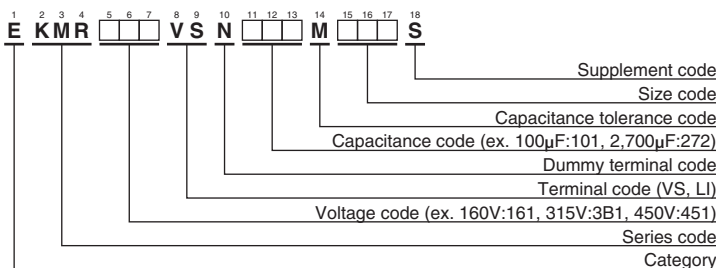 1 2 3 4 5 6 7 8 9 10 11 12 13 14 15 16 17 18
E KMR VS N M S
Supplement code
Size code
Capacitance tolerance code
Capacitance code (ex. 100μF:101, 2,700μF:272)
Dummy terminal code
Terminal code (VS, LI)
Voltage code (ex. 160V:161, 315V:3B1, 450V:451)
Series code
Category